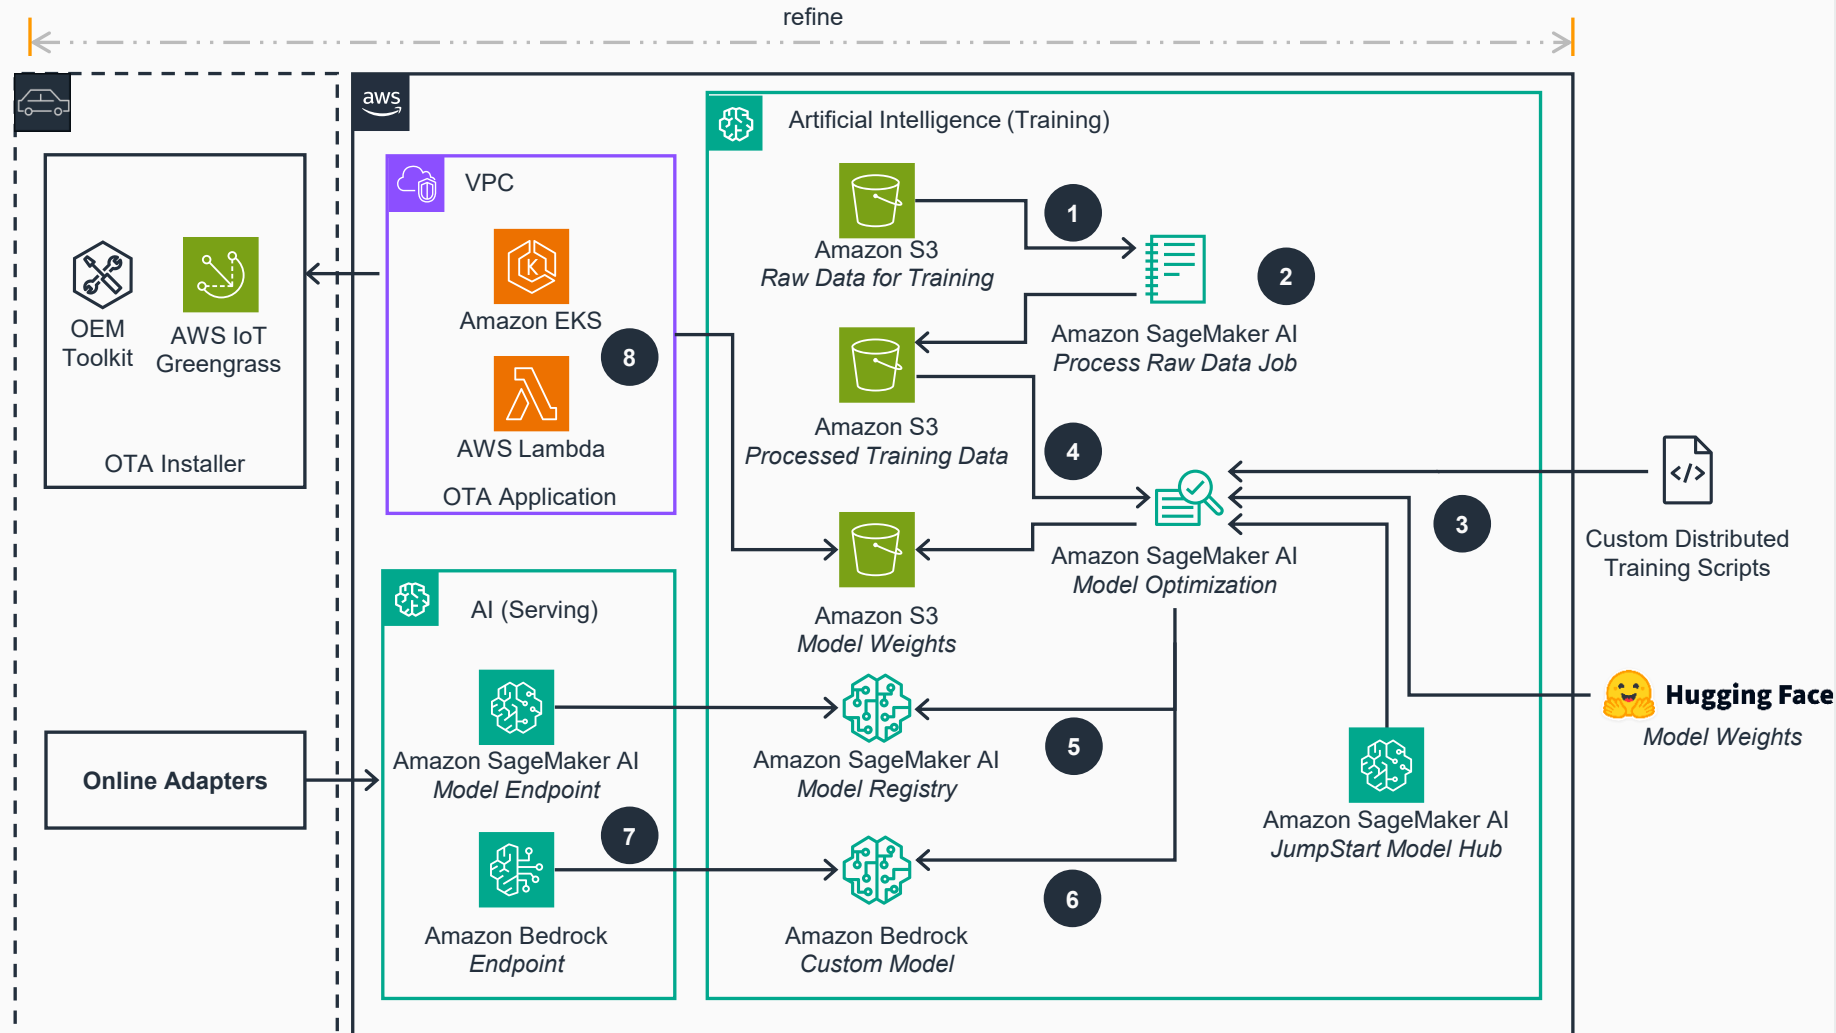 refine
aws
Artificial Intelligence (Training)
VPC
Amazon S3
Raw Data for Training
1
2
Amazon EKS
OEM
Toolkit
AWS IoT
Greengrass
8
Amazon SageMaker AI
Process Raw Data Job
AWS Lambda
Amazon S3
Processed Training Data
4
OTA Installer
OTA Application
3
Custom Distributed
Training Scripts
Amazon SageMaker AI
Model Optimization
AI (Serving)
Amazon S3
Model Weights
Hugging Face
Model Weights
Amazon SageMaker AI
Model Endpoint
Amazon SageMaker AI
Model Registry
5
Online Adapters
7
Amazon SageMaker AI
JumpStart Model Hub
6
Amazon Bedrock
Endpoint
Amazon Bedrock
Custom Model